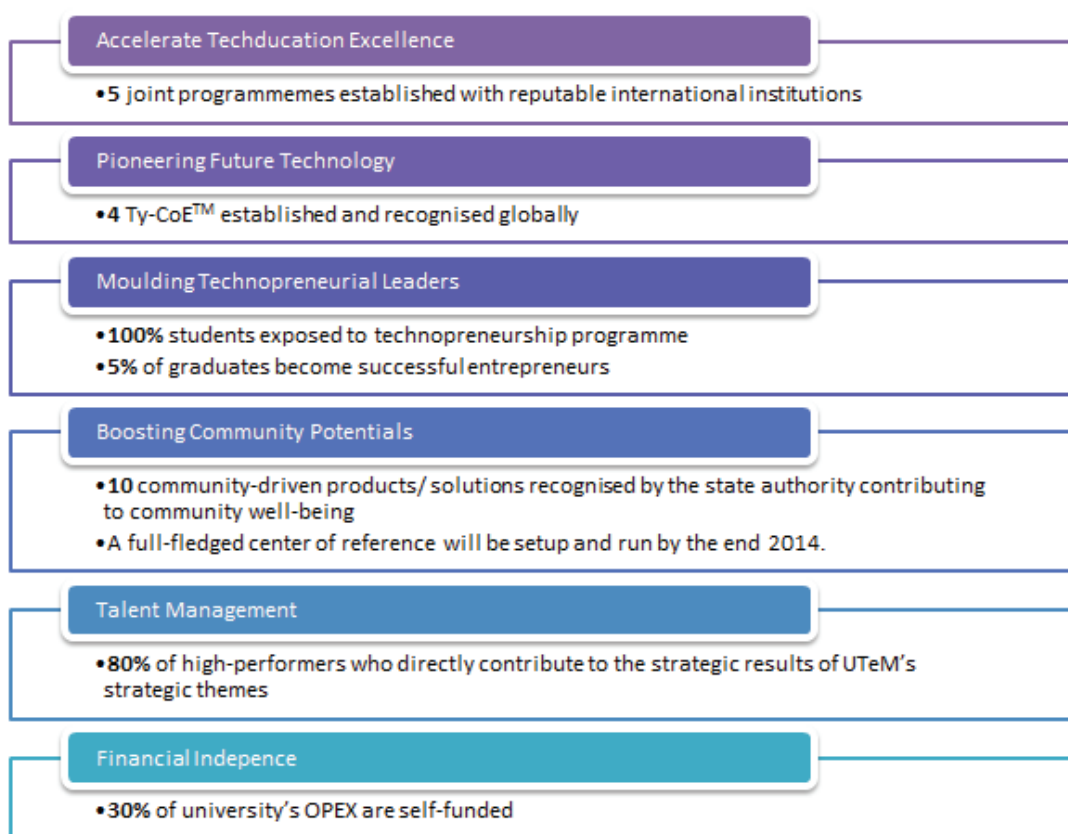 Accelerate Techducation Excellence
•5 joint programmemes established with reputable international institutions
Pioneering Future Technology
•4 Ty-CoE™ established and recognised globally
Moulding Technopreneurial Leaders
•100% students exposed to technopreneurship programme
•5% of graduates become successful entrepreneurs
Boosting Community Potentials
•10 community-driven products/ solutions recognised by the state authority contributing
to community well-being
•A full-fledged center of reference will be setup and run by the end 2014.
Talent Management
•80% of high-performers who directly contribute to the strategic results of UTeM's
strategic themes
Financial Indepence
•30% of university's OPEX are self-funded